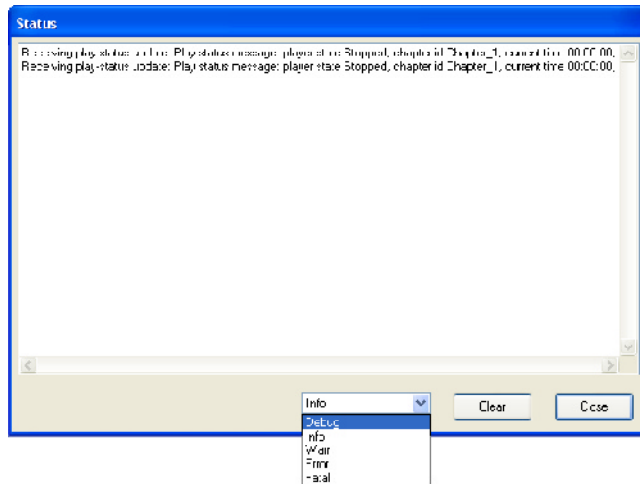 Status
Receiving play-status update: Play status message: player state Stopped, chapter id Chapter_1, current time 00:00:00,
Receiving play-status update: Play status message: player state Stopped, chapter id Chapter_1, current time 00:00:00,
Info
Clear
Close
Debug
Info
Warn
Error
Fatal